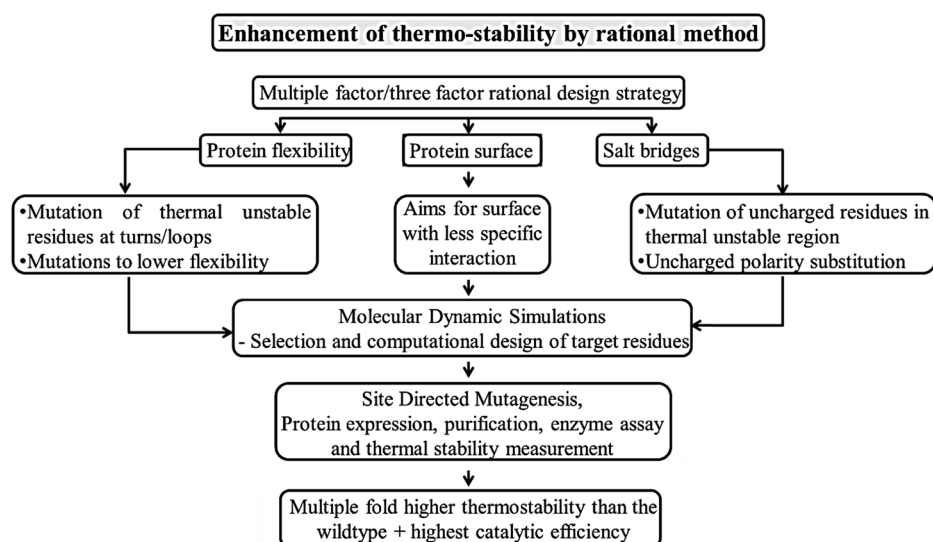 Enhancement of thermo-stability by rational method
Multiple factor/three factor rational design strategy
Protein flexibility
Protein surface
Salt bridges
•Mutation of thermal unstable
residues at turns/loops
•Mutations to lower flexibility
Aims for surface
with less specific
interaction
•Mutation of uncharged residues in
thermal unstable region
•Uncharged polarity substitution
Molecular Dynamic Simulations
- Selection and computational design of target residues
Site Directed Mutagenesis,
Protein expression, purification, enzyme assay
and thermal stability measurement
Multiple fold higher thermostability than the
wildtype + highest catalytic efficiency